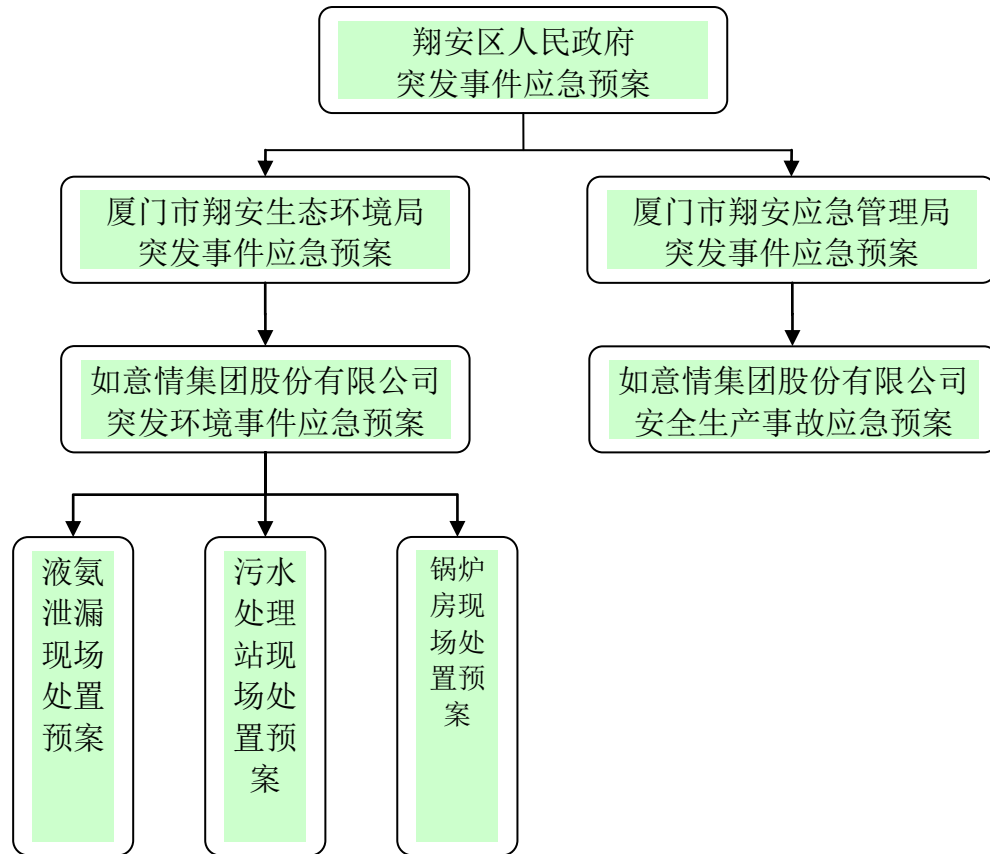 翔安区人民政府
突发事件应急预案
厦门市翔安生态环境局
突发事件应急预案
厦门市翔安应急管理局
突发事件应急预案
如意情集团股份有限公司
突发环境事件应急预案
如意情集团股份有限公司
安全生产事故应急预案
液氨
泄漏
现场
处置
预案
污水
处理
站现
场处
置预
案
锅炉
房现
场处
置预
案